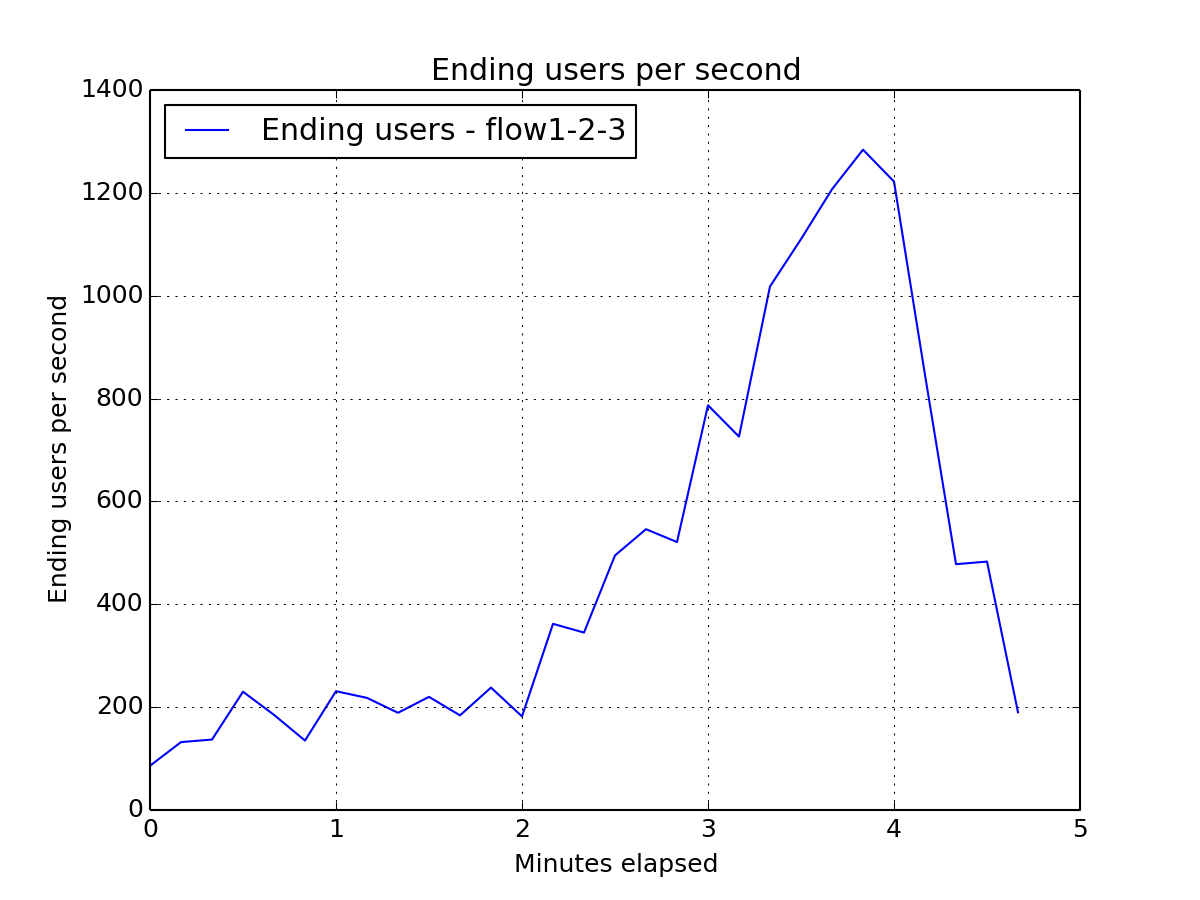 Ending users per second
Ending users - flow1-2-3
1400
1200
1000
800
600
400
200
0
Ending users per second
0 1 2 3 4 5
Minutes elapsed